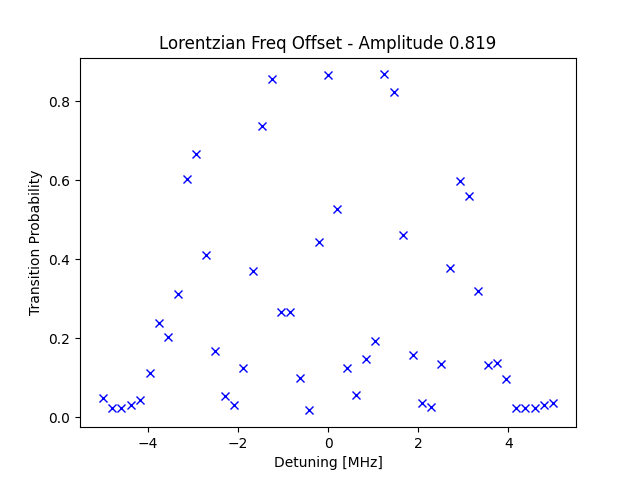 Lorentzian Freq Offset - Amplitude 0.819
Transition Probability
0.8
0.6
0.4
0.2
0.0
−4 −2 0 2 4
Detuning [MHz]